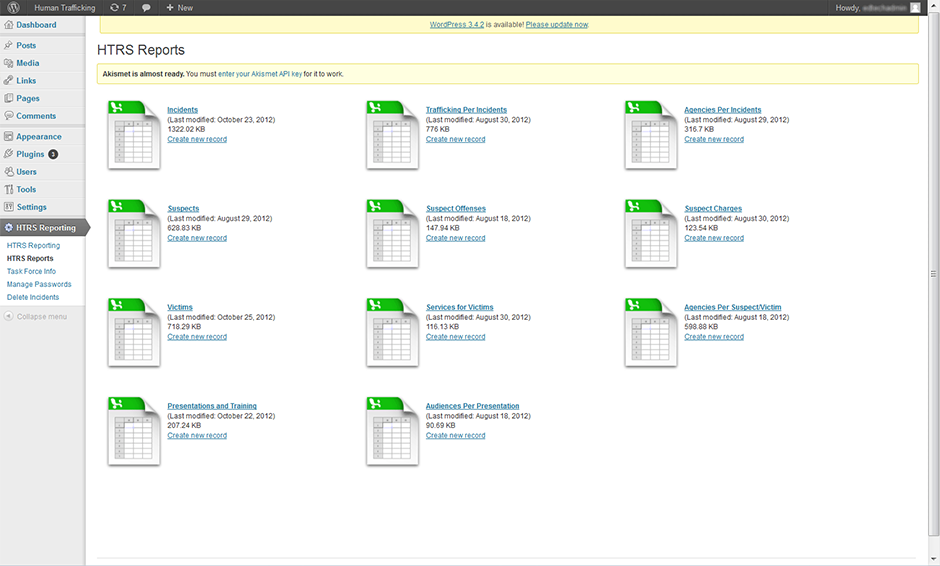 Human Trafficking 7 + New
Howdy,
Dashboard
Posts
Media
Links
Pages
Comments
Appearance
Plugins 3
Users
Tools
Settings
HTRS Reporting
HTRS Reporting
HTRS Reports
Task Force Info
Manage Passwords
Delete Incidents
Collapse menu
WordPress 3.4.2 is available! Please update now.
HTRS Reports
Akismet is almost ready. You must enter your Akismet API key for it to work.
Incidents
(Last modified: October 23, 2012)
1322.02 KB
Create new record
Trafficking Per Incidents
(Last modified: August 30, 2012)
776 KB
Create new record
Agencies Per Incidents
(Last modified: August 29, 2012)
316.7 KB
Create new record
Suspects
(Last modified: August 29, 2012)
628.83 KB
Create new record
Suspect Offenses
(Last modified: August 18, 2012)
147.94 KB
Create new record
Suspect Charges
(Last modified: August 30, 2012)
123.54 KB
Create new record
Victims
(Last modified: October 25, 2012)
718.29 KB
Create new record
Services for Victims
(Last modified: August 30, 2012)
116.13 KB
Create new record
Agencies Per Suspect/Victim
(Last modified: August 18, 2012)
598.88 KB
Create new record
Presentations and Training
(Last modified: October 22, 2012)
207.24 KB
Create new record
Audiences Per Presentation
(Last modified: August 18, 2012)
90.69 KB
Create new record